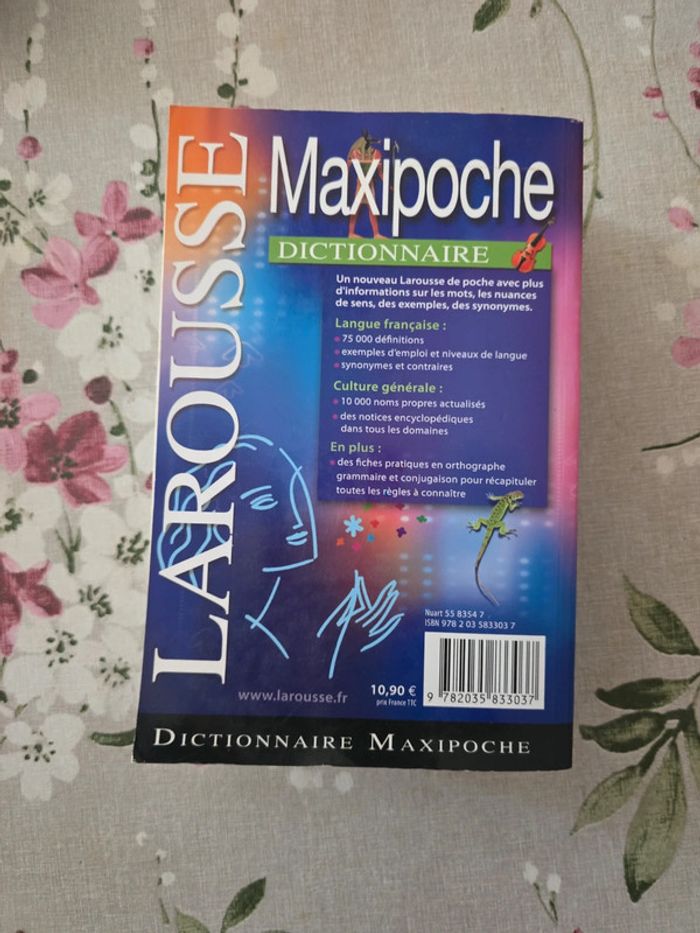 LAROUSSE
Maxipoche
DICTIONNAIRE
Un nouveau Larousse de poche avec plus
d'informations sur les mots, les nuances
de sens, des exemples, des synonymes.
Langue française :
• 75 000 définitions
• exemples d'emploi et niveaux de langue
• synonymes et contraires
Culture générale :
• 10 000 noms propres actualisés
• des notices encyclopédiques
dans tous les domaines
En plus :
• des fiches pratiques en orthographe
grammaire et conjugaison pour récapituler
toutes les règles à connaître
Nuart 55 8354 7
ISBN 978 2 03 583303 7
www.larousse.fr
10,90 €
prix France TTC
9 782035 833037
DICTIONNAIRE MAXIPOCHE